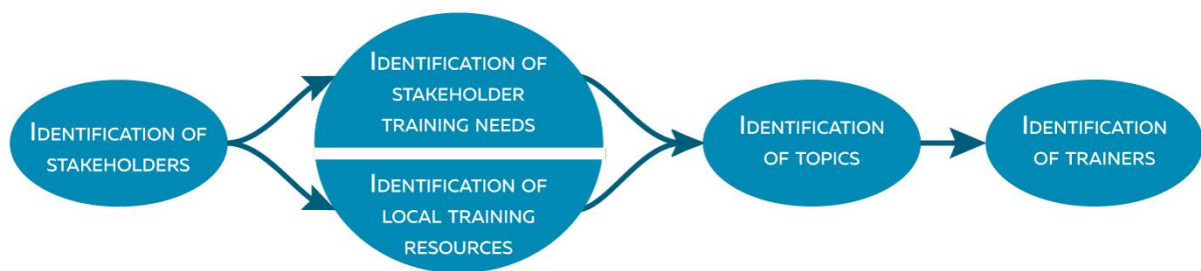 IDENTIFICATION OF
STAKEHOLDERS
IDENTIFICATION OF
STAKEHOLDER
TRAINING NEEDS
IDENTIFICATION OF
LOCAL TRAINING
RESOURCES
IDENTIFICATION
OF TOPICS
IDENTIFICATION
OF TRAINERS